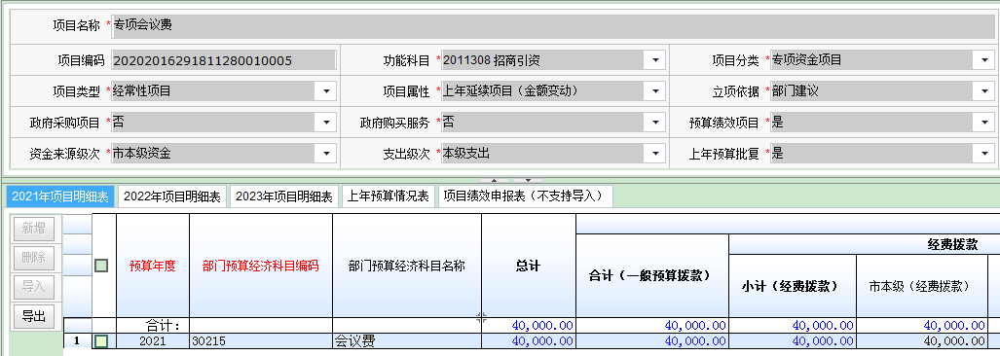 项目名称 * 专项会议费
项目编码 20202016291811280010005 功能科目 * 2011308 招商引资 项目分类 * 专项资金项目
项目类型 * 经常性项目 项目属性 * 上年延续项目（金额变动） 立项依据 * 部门建议
政府采购项目 * 否 政府购买服务 * 否 预算绩效项目 * 是
资金来源级次 * 市本级资金 支出级次 * 本级支出 上年预算批复 * 是
2021年项目明细表 2022年项目明细表 2023年项目明细表 上年预算情况表 项目绩效申报表（不支持导入）
新增
删除
导入
导出
预算年度 部门预算经济科目编码 部门预算经济科目名称 总计 合计（一般预算拨款） 经费拨款
小计（经费拨款） 市本级（经费拨款）
合计： 40,000.00 40,000.00 40,000.00 40,000.00
1 2021 30215 会议费 40,000.00 40,000.00 40,000.00 40,000.00